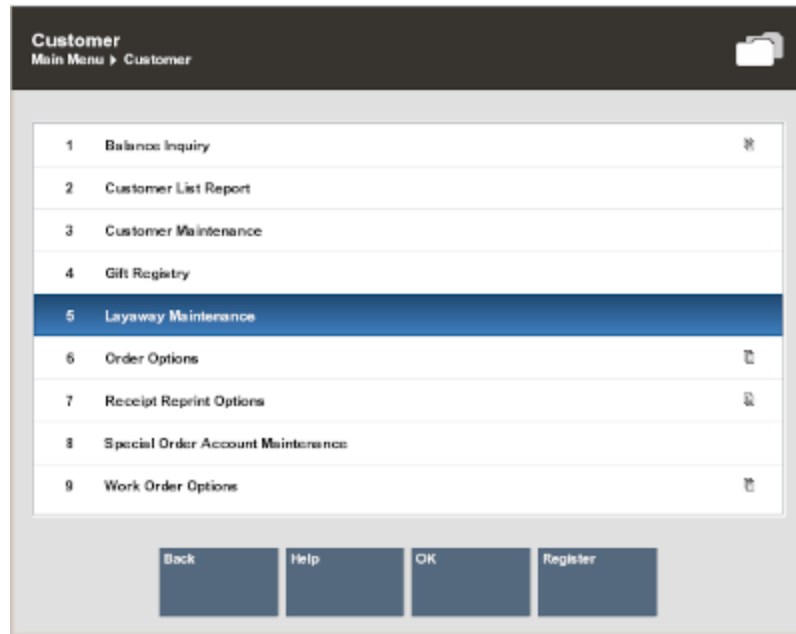 Customer
Main Menu ▸ Customer
1 Balance Inquiry
2 Customer List Report
3 Customer Maintenance
4 Gift Registry
5 Layaway Maintenance
6 Order Options
7 Receipt Reprint Options
8 Special Order Account Maintenance
9 Work Order Options
Back Help OK Register